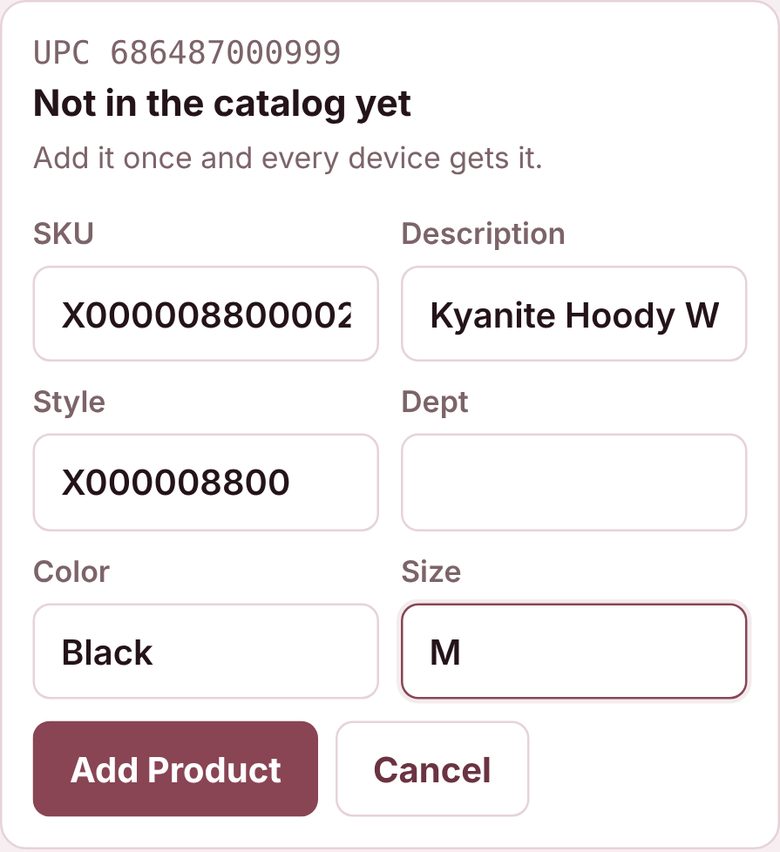 UPC 686487000999
Not in the catalog yet
Add it once and every device gets it.
SKU
Description
X000008800002
Kyanite Hoody W
Style
Dept
X000008800
Color
Size
Black
M
Add Product
Cancel